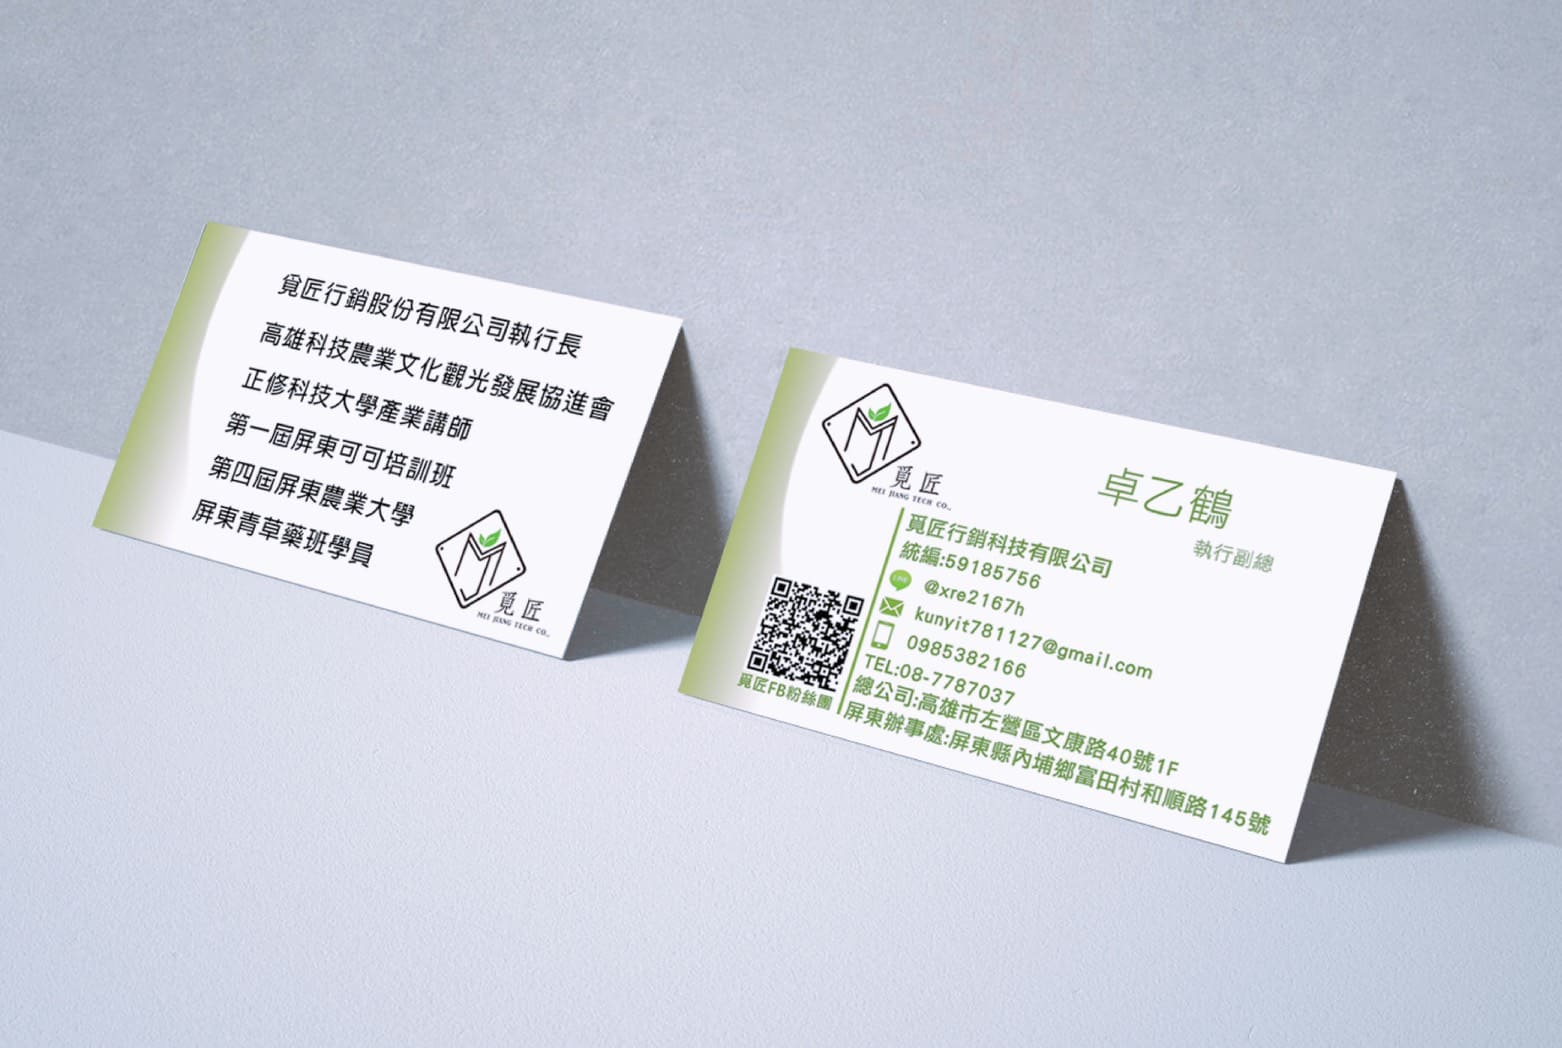 覓匠行銷股份有限公司執行長
高雄科技農業文化觀光發展協進會
正修科技大學產業講師
第一屆屏東可可培訓班
第四屆屏東農業大學
屏東青草藥班學員
覓匠
MEI JIANG TECH CO.,
覓匠
MEI JIANG TECH CO.,
卓乙鶴
執行副總
覓匠行銷科技有限公司
統編:59185756
LINE @xre2167h
kunyit781127@gmail.com
0985382166
TEL:08-7787037
總公司:高雄市左營區文康路40號1F
屏東辦事處:屏東縣內埔鄉富田村和順路145號
覓匠FB粉絲團